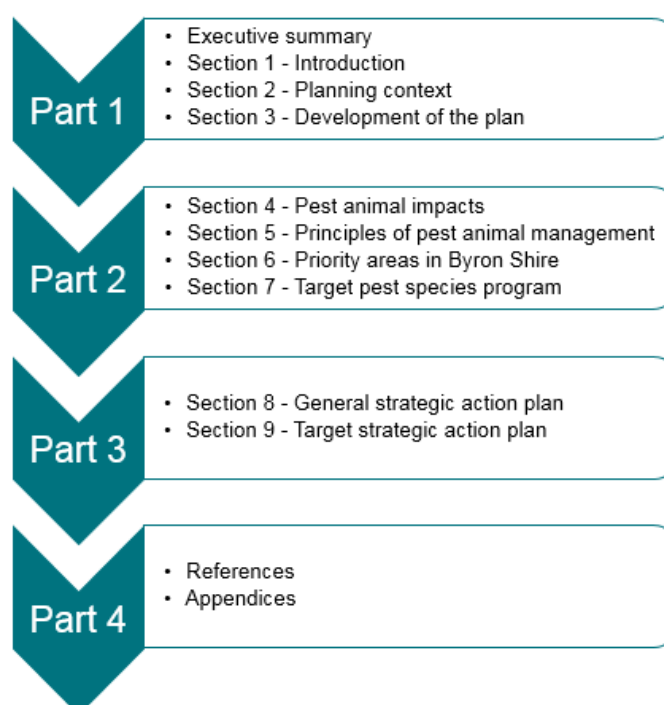 Part 1
• Executive summary
• Section 1 - Introduction
• Section 2 - Planning context
• Section 3 - Development of the plan
Part 2
• Section 4 - Pest animal impacts
• Section 5 - Principles of pest animal management
• Section 6 - Priority areas in Byron Shire
• Section 7 - Target pest species program
Part 3
• Section 8 - General strategic action plan
• Section 9 - Target strategic action plan
Part 4
• References
• Appendices